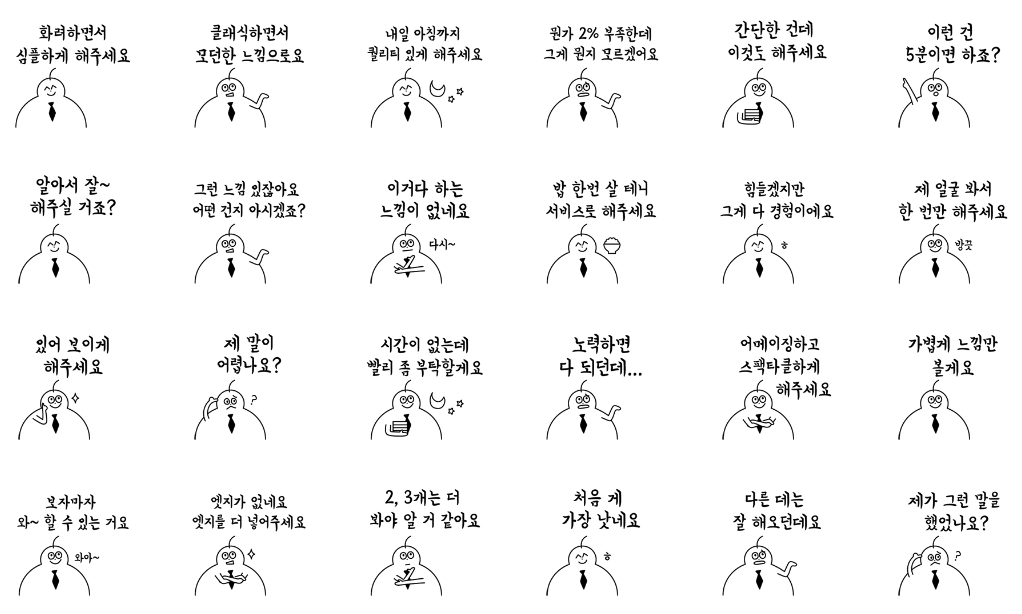 화려하면서
심플하게 해주세요
클래식하면서
모던한 느낌으로요
내일 아침까지
퀄리티 있게 해주세요
뭔가 2% 부족한데
그게 뭔지 모르겠어요
간단한 건데
이것도 해주세요
이런 건
5분이면 하죠?
알아서 잘~
해주실 거죠?
그런 느낌 있잖아요
어떤 건지 아시겠죠?
이거다 하는
느낌이 없네요
다시~
밥 한번 살 테니
서비스로 해주세요
힘들겠지만
그게 다 경험이에요
ㅎ
제 얼굴 봐서
한 번만 해주세요
방끗
있어 보이게
해주세요
제 말이
어렵나요?
?
시간이 없는데
빨리 좀 부탁할게요
노력하면
다 되던데...
어메이징하고
스팩타클하게
해주세요
가볍게 느낌만
볼게요
보자마자
와~ 할 수 있는 거요
와아~
엣지가 없네요
엣지를 더 넣어주세요
2, 3개는 더
봐야 알 거 같아요
처음 게
가장 낫네요
ㅎ
다른 데는
잘 해오던데요
제가 그런 말을
했었나요?
?